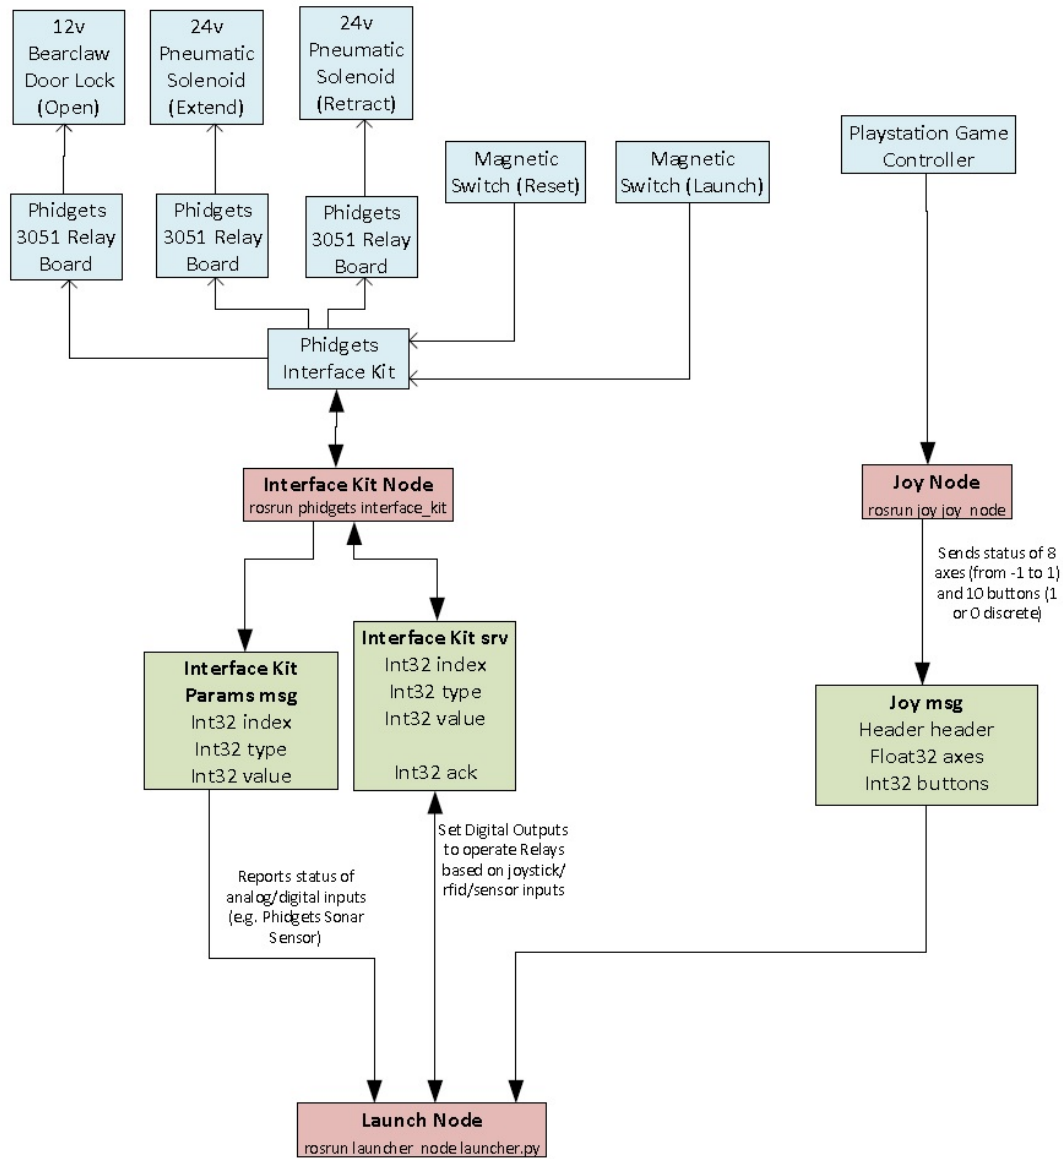 12v
Bearclaw
Door Lock
(Open)
24v
Pneumatic
Solenoid
(Extend)
24v
Pneumatic
Solenoid
(Retract)
Magnetic
Switch (Reset)
Magnetic
Switch (Launch)
Playstation Game
Controller
Phidgets
3051 Relay
Board
Phidgets
3051 Relay
Board
Phidgets
3051 Relay
Board
Phidgets
Interface Kit
Interface Kit Node
rosrun phidgets interface_kit
Joy Node
rosrun joy joy_node
Sends status of 8
axes (from -1 to 1)
and 10 buttons (1
or 0 discrete)
Interface Kit
Params msg
Int32 index
Int32 type
Int32 value
Interface Kit srv
Int32 index
Int32 type
Int32 value
Int32 ack
Joy msg
Header header
Float32 axes
Int32 buttons
Reports status of
analog/digital inputs
(e.g. Phidgets Sonar
Sensor)
Set Digital Outputs
to operate Relays
based on joystick/
rfid/sensor inputs
Launch Node
rosrun launcher_node launcher.py